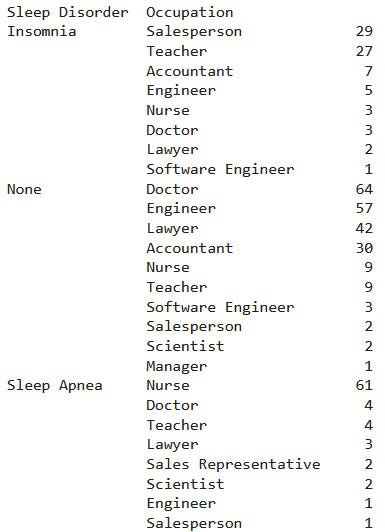 Sleep Disorder  Occupation
Insomnia        Salesperson             29
                Teacher                 27
                Accountant               7
                Engineer                 5
                Nurse                    3
                Doctor                   3
                Lawyer                   2
                Software Engineer        1
None            Doctor                  64
                Engineer                57
                Lawyer                  42
                Accountant              30
                Nurse                    9
                Teacher                  9
                Software Engineer        3
                Salesperson              2
                Scientist                2
                Manager                  1
Sleep Apnea     Nurse                   61
                Doctor                   4
                Teacher                  4
                Lawyer                   3
                Sales Representative     2
                Scientist                2
                Engineer                 1
                Salesperson              1